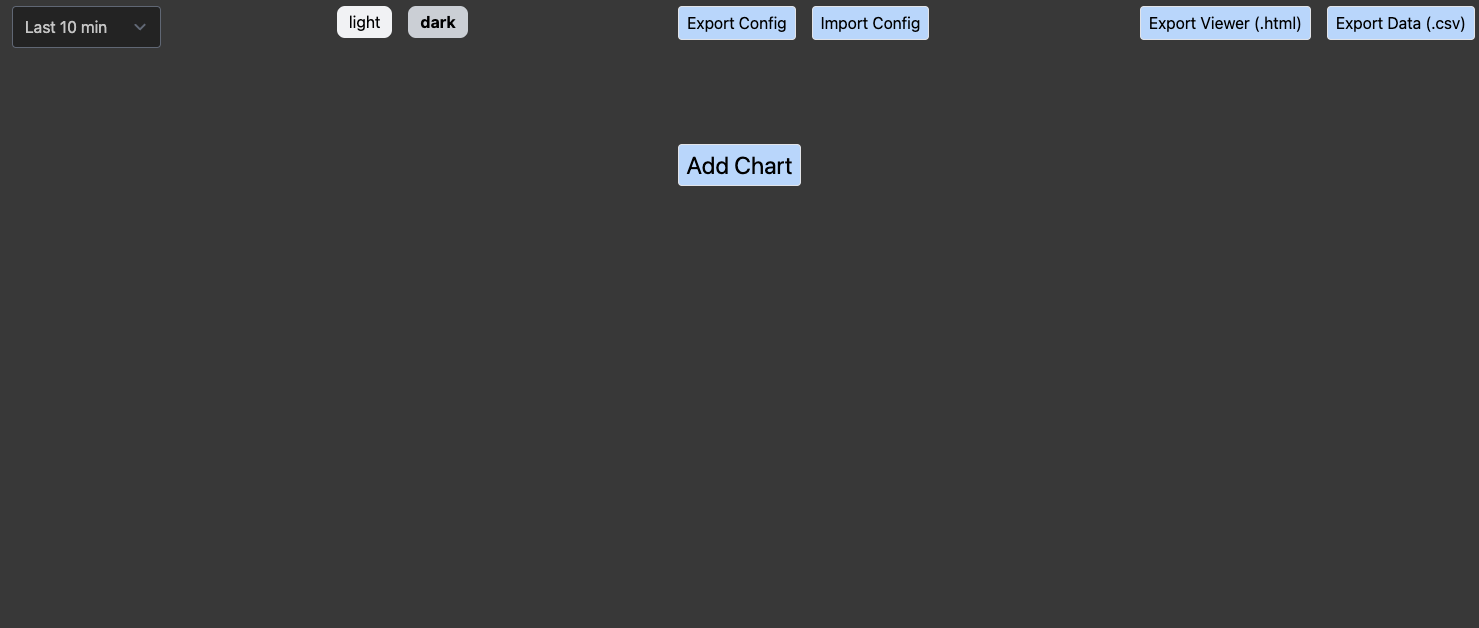 Last 10 min
light
dark
Export Config
Import Config
Export Viewer (.html)
Export Data (.csv)
Add Chart